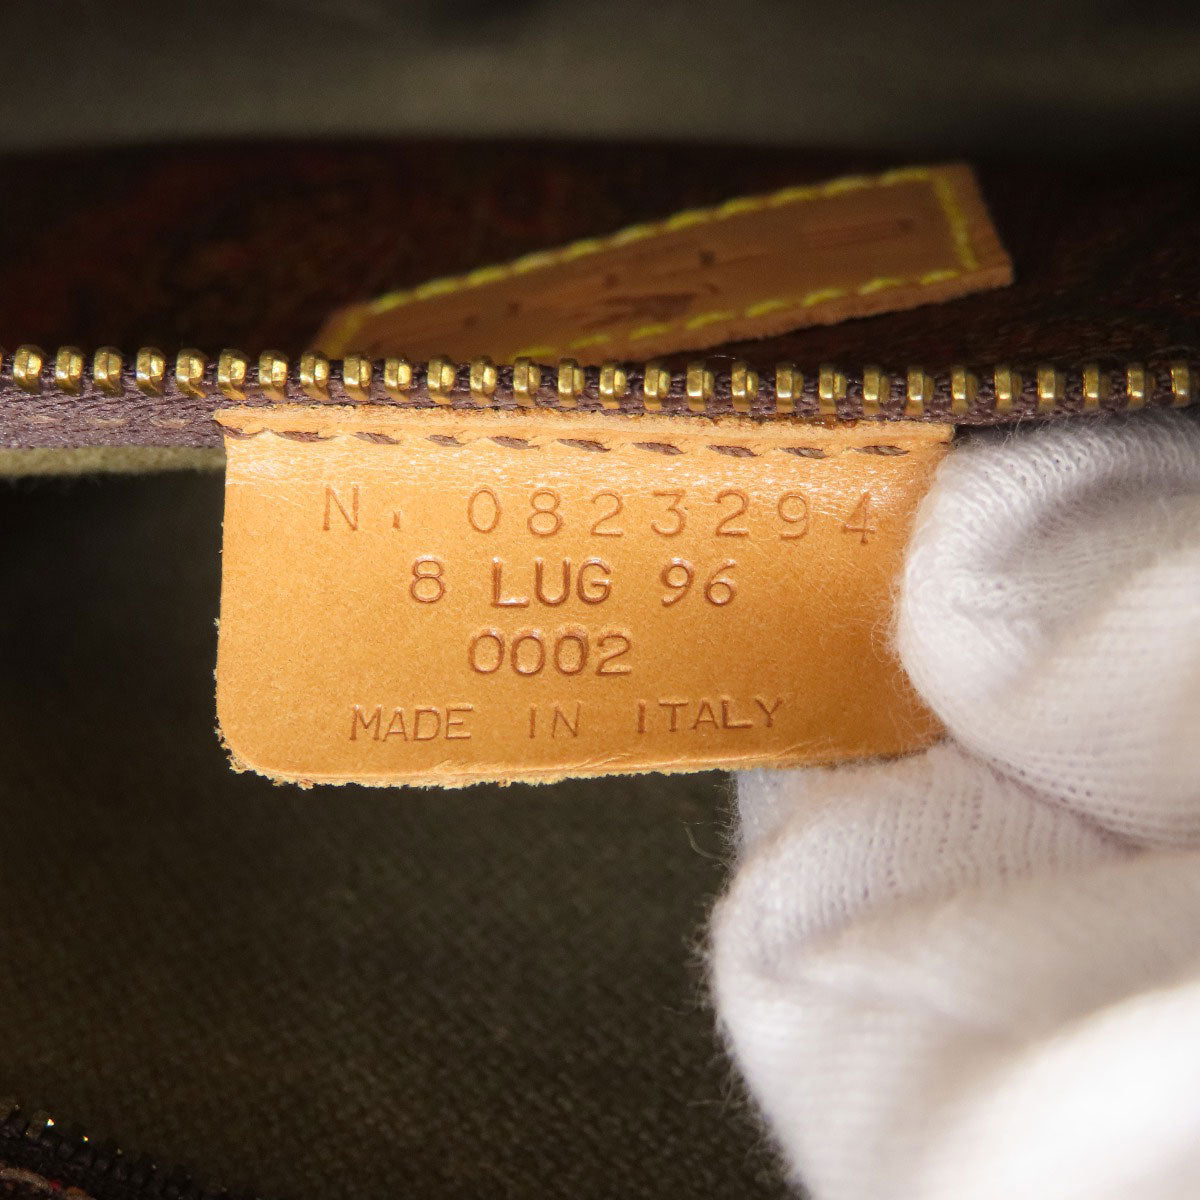 N. 0823294
8 LUG 96
0002
MADE IN ITALY